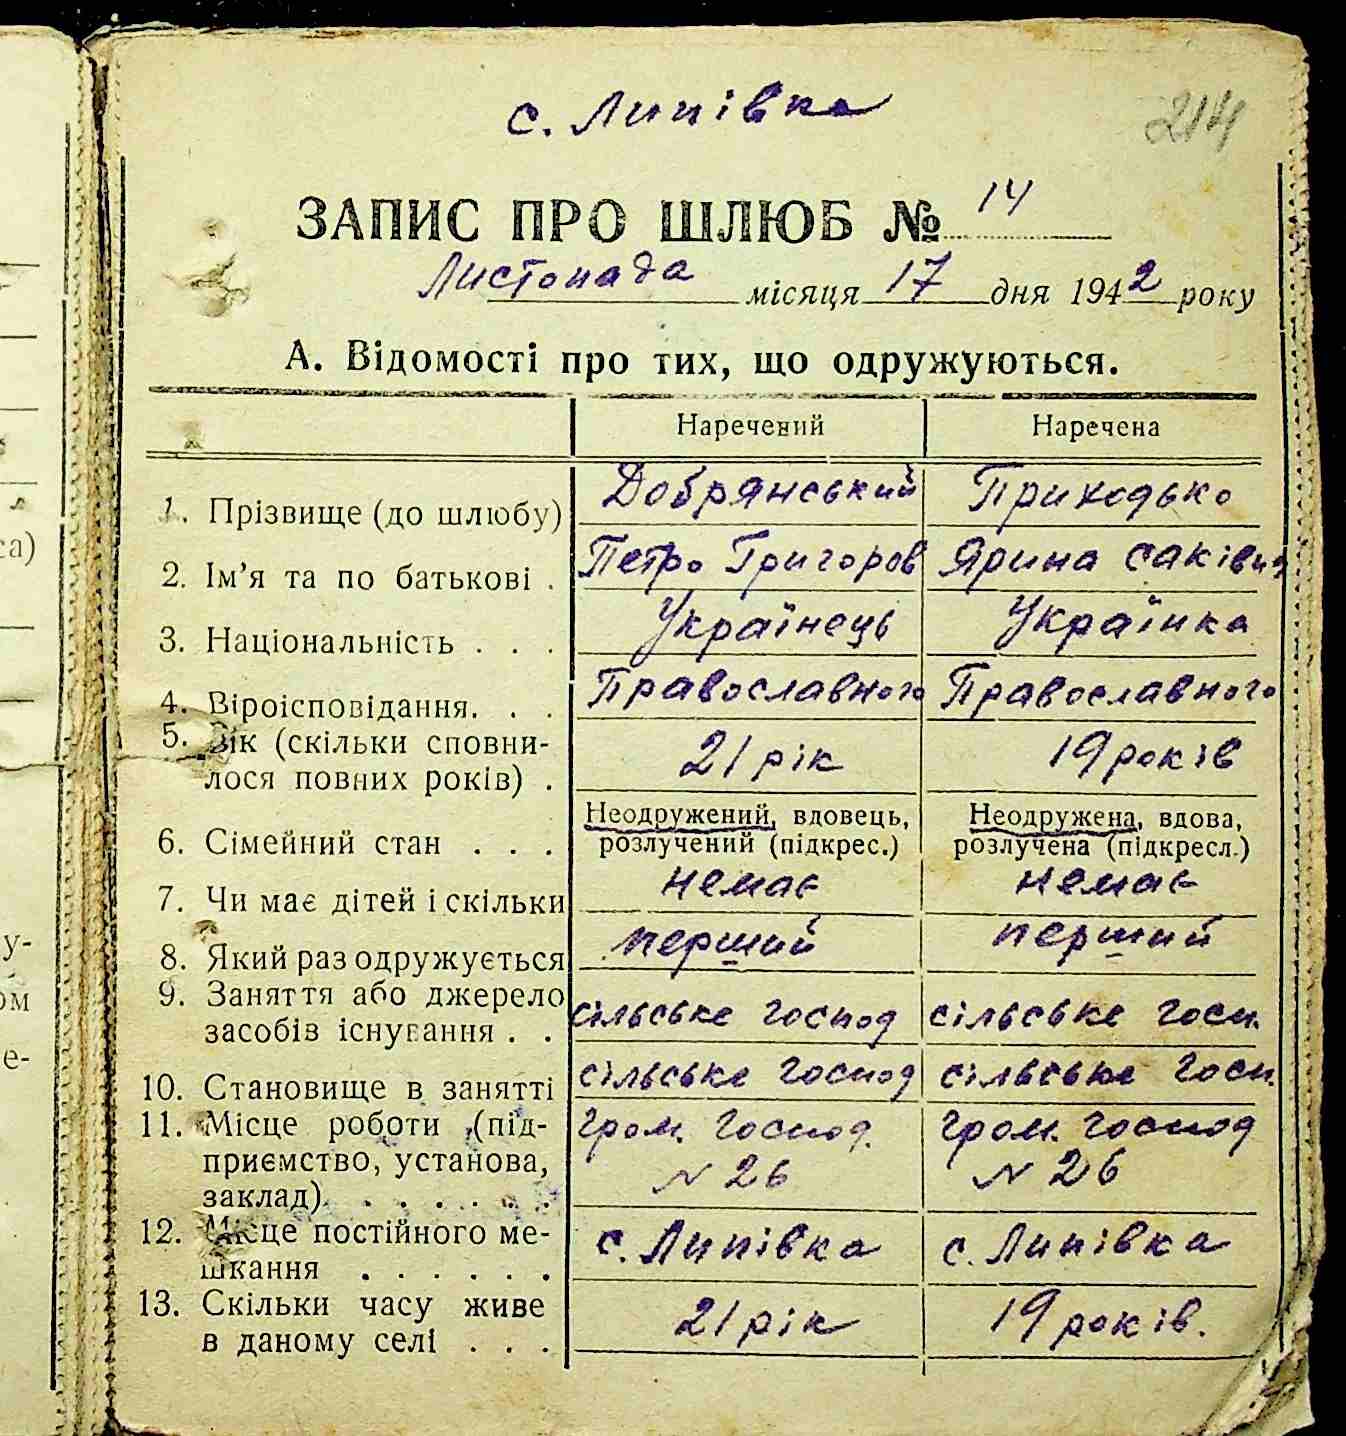 с. Липівка
214
ЗАПИС ПРО ШЛЮБ № 14
Листопада місяця 17 дня 1942 року
А. Відомості про тих, що одружуються.
Наречений Наречена
1. Прізвище (до шлюбу) Добрянський Приходько
2. Ім'я та по батькові . Петро Григоров Ярина Саківна
3. Національність . . . Українець Українка
4. Віроісповідання. . . Православного Православного
5. Вік (скільки сповни-
лося повних років) . 21 рік 19 років
Неодружений, вдовець, Неодружена, вдова,
6. Сімейний стан . . . розлучений (підкрес.) розлучена (підкресл.)
7. Чи має дітей і скільки немає немає
8. Який раз одружується перший перший
9. Заняття або джерело
засобів існування . . сільське господ сільське госп.
10. Становище в занятті сільське господ сільське госп.
11. Місце роботи (під- гром. господ. гром. господ
приємство, установа, № 26 № 26
заклад). . . . . . .
12. Місце постійного ме- с. Липівка с. Липівка
шкання . . . . . .
13. Скільки часу живе
в даному селі . . . 21 рік 19 років.